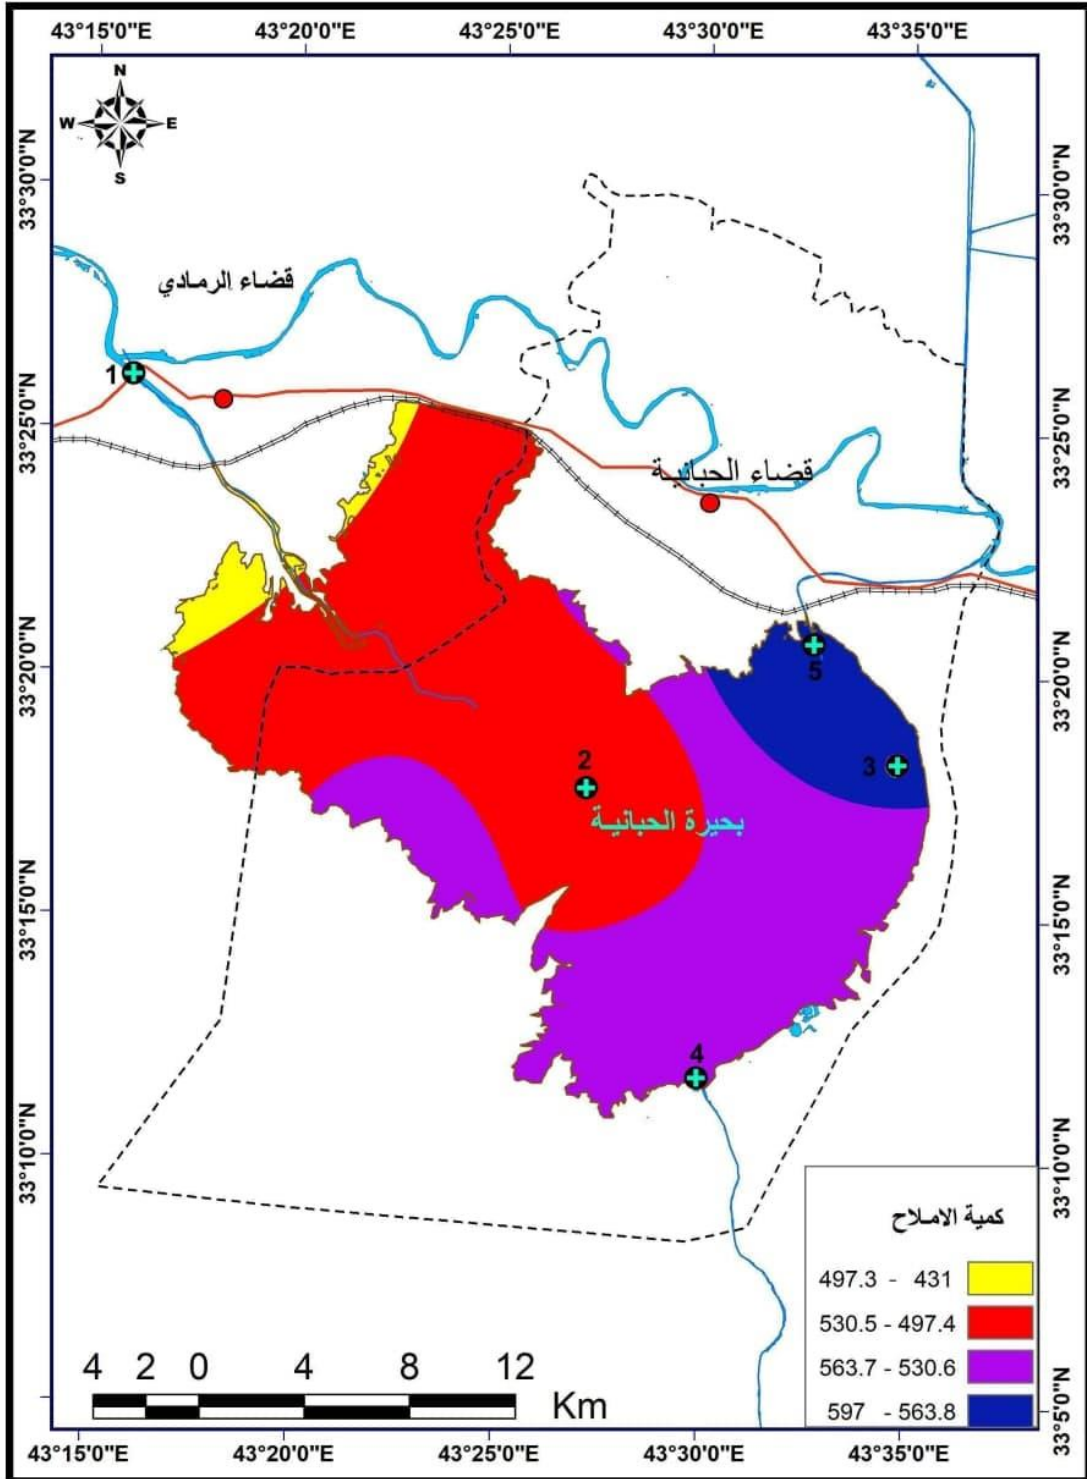 43°15'0"E 43°20'0"E 43°25'0"E 43°30'0"E 43°35'0"E
N
W E
S
33°30'0"N 33°30'0"N
قضاء الرمادي
1
33°25'0"N 33°25'0"N
قضاء الحبانية
33°20'0"N 33°20'0"N
5
2
3
بحيرة الحبانية
33°15'0"N 33°15'0"N
4
33°10'0"N 33°10'0"N
كمية الاملاح
497.3 - 431
530.5 - 497.4
563.7 - 530.6
597 - 563.8
4 2 0 4 8 12
Km
33°5'0"N
43°15'0"E 43°20'0"E 43°25'0"E 43°30'0"E 43°35'0"E